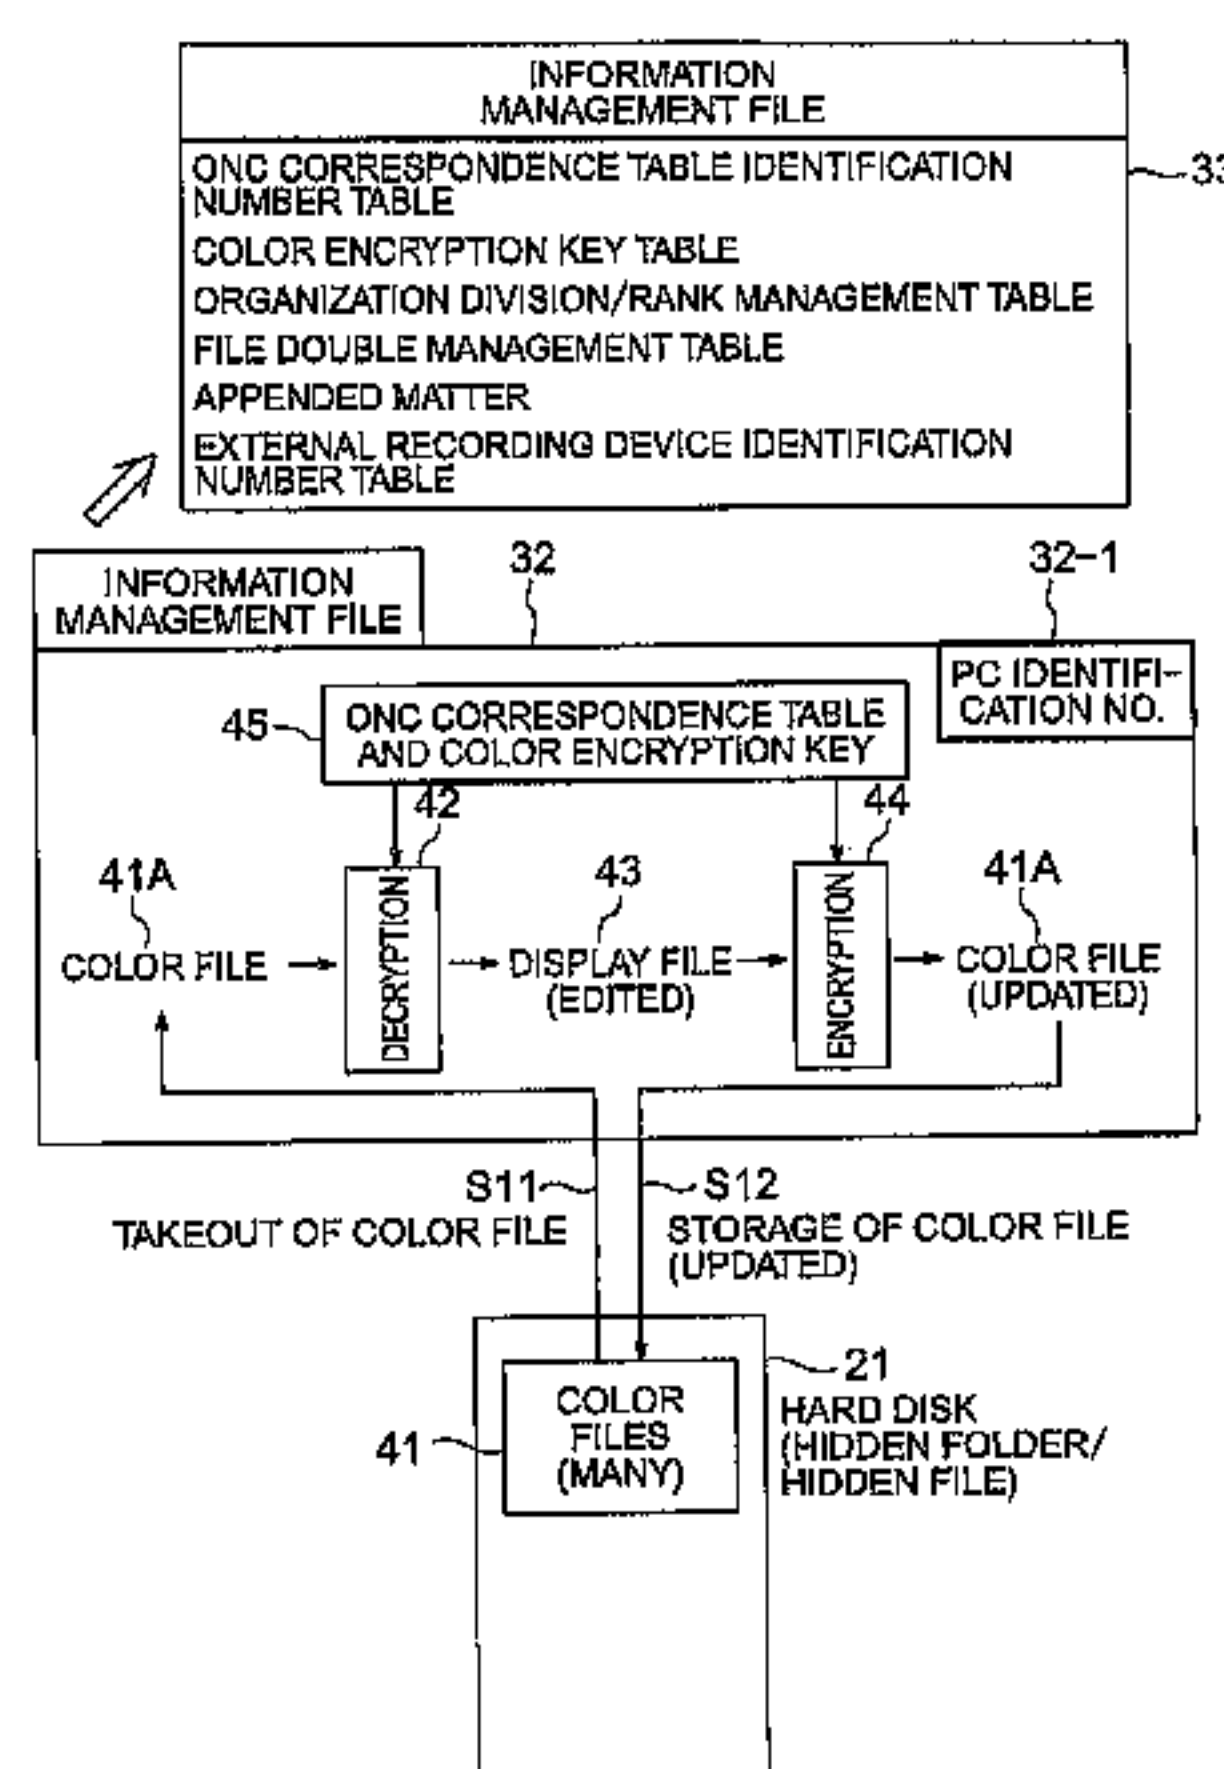 INFORMATION
MANAGEMENT FILE
ONC CORRESPONDENCE TABLE IDENTIFICATION
NUMBER TABLE
COLOR ENCRYPTION KEY TABLE
ORGANIZATION DIVISION/RANK MANAGEMENT TABLE
FILE DOUBLE MANAGEMENT TABLE
APPENDED MATTER
EXTERNAL RECORDING DEVICE IDENTIFICATION
NUMBER TABLE
33
INFORMATION
MANAGEMENT FILE
32
32-1
PC IDENTIFI-
CATION NO.
45
ONC CORRESPONDENCE TABLE
AND COLOR ENCRYPTION KEY
42
44
41A
43
41A
COLOR FILE
DECRYPTION
DISPLAY FILE
(EDITED)
ENCRYPTION
COLOR FILE
(UPDATED)
S11
TAKEOUT OF COLOR FILE
S12
STORAGE OF COLOR FILE
(UPDATED)
41
COLOR
FILES
(MANY)
21
HARD DISK
(HIDDEN FOLDER/
HIDDEN FILE)